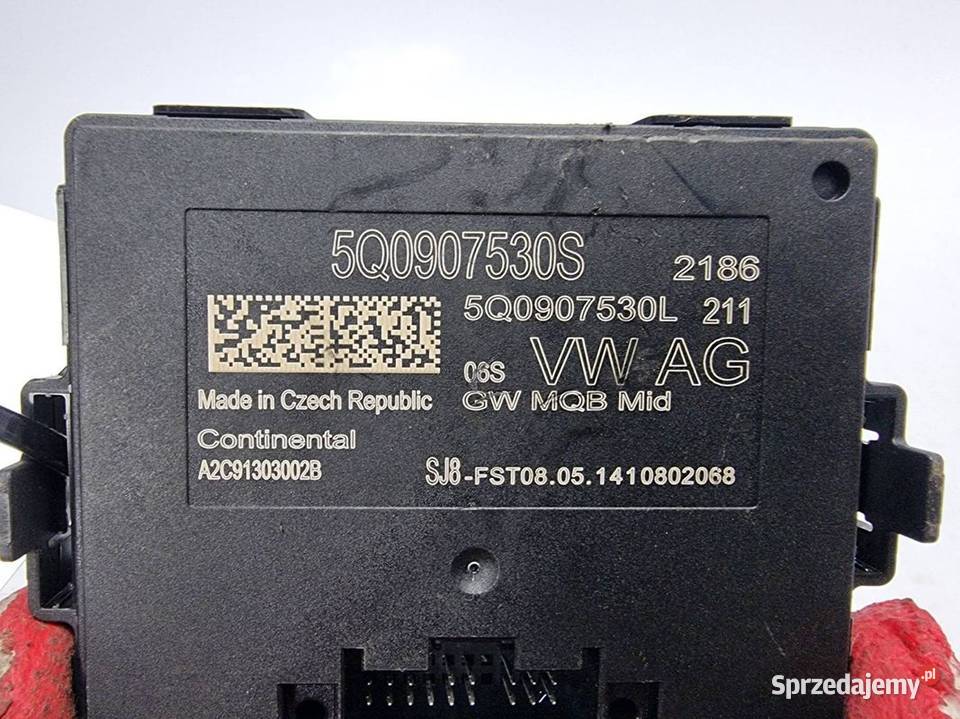 5Q0907530S 2186
5Q0907530L 211
06S VW AG
Made in Czech Republic GW MQB Mid
Continental
A2C91303002B SJ8-FST08.05.1410802068
Sprzedajemy.pl